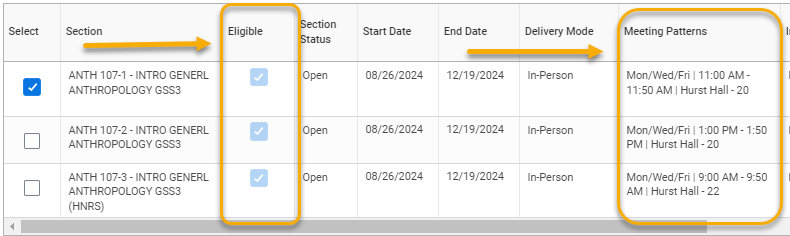 Select Section Eligible Section Status Start Date End Date Delivery Mode Meeting Patterns
ANTH 107-1 - INTRO GENERL Open 08/26/2024 12/19/2024 In-Person Mon/Wed/Fri | 11:00 AM -
ANTHROPOLOGY GSS3 11:50 AM | Hurst Hall - 20
ANTH 107-2 - INTRO GENERL Open 08/26/2024 12/19/2024 In-Person Mon/Wed/Fri | 1:00 PM - 1:50
ANTHROPOLOGY GSS3 PM | Hurst Hall - 20
ANTH 107-3 - INTRO GENERL Open 08/26/2024 12/19/2024 In-Person Mon/Wed/Fri | 9:00 AM - 9:50
ANTHROPOLOGY GSS3 AM | Hurst Hall - 22
(HNRS)